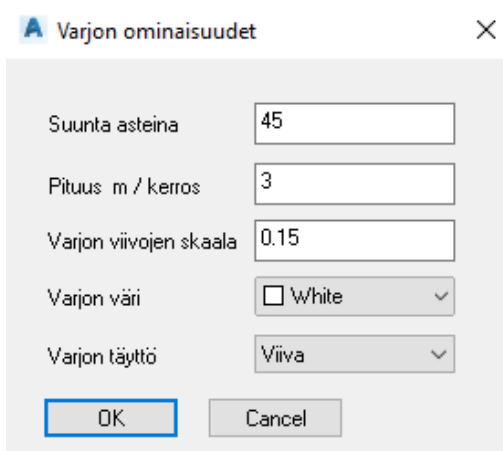 Varjon ominaisuudet
Suunta asteina 45
Pituus m / kerros 3
Varjon viivojen skaala 0.15
Varjon väri White
Varjon täyttö Viiva
OK Cancel